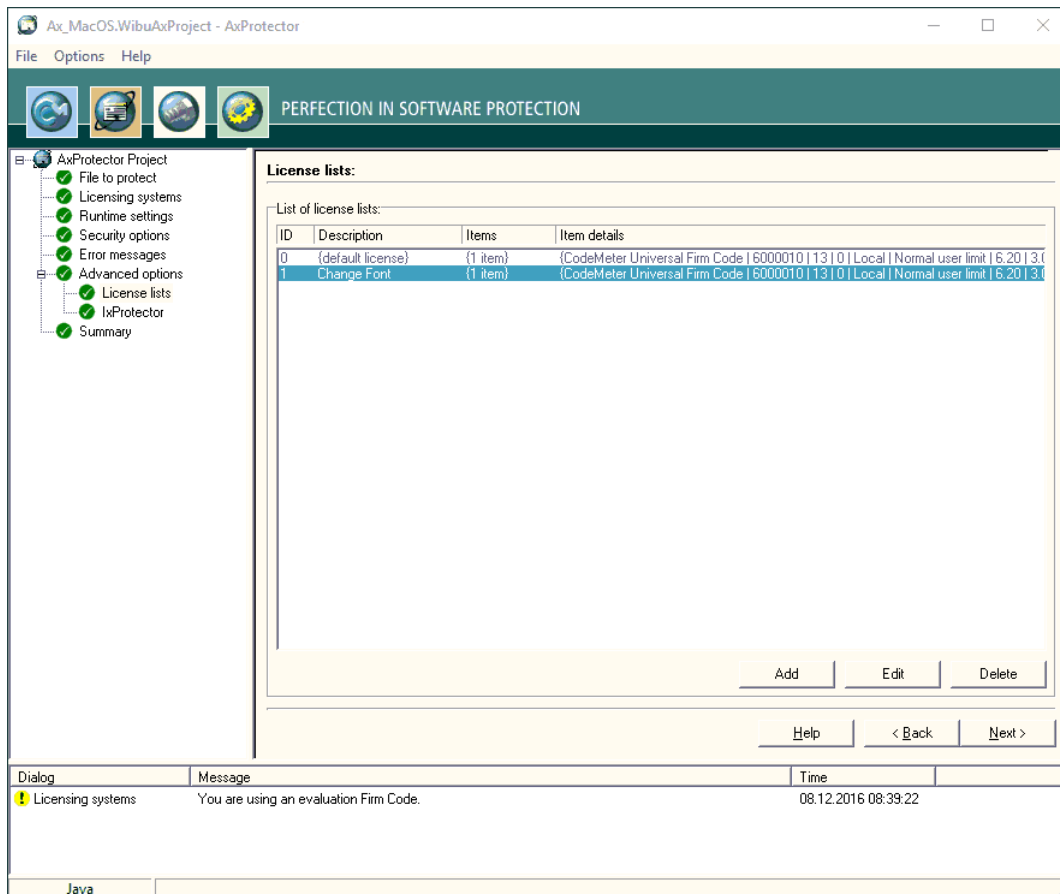 Ax_MacOS.WibuAxProject - AxProtector
File Options Help
PERFECTION IN SOFTWARE PROTECTION
AxProtector Project
File to protect
Licensing systems
Runtime settings
Security options
Error messages
Advanced options
License lists
IxProtector
Summary
License lists:
List of license lists:
ID Description Items Item details
0 {default license} {1 item} {CodeMeter Universal Firm Code | 6000010 | 13 | 0 | Local | Normal user limit | 6.20 | 3.0
1 Change Font {1 item} {CodeMeter Universal Firm Code | 6000010 | 13 | 0 | Local | Normal user limit | 6.20 | 3.0
Add Edit Delete
Help < Back Next >
Dialog Message Time
Licensing systems You are using an evaluation Firm Code. 08.12.2016 08:39:22
Java